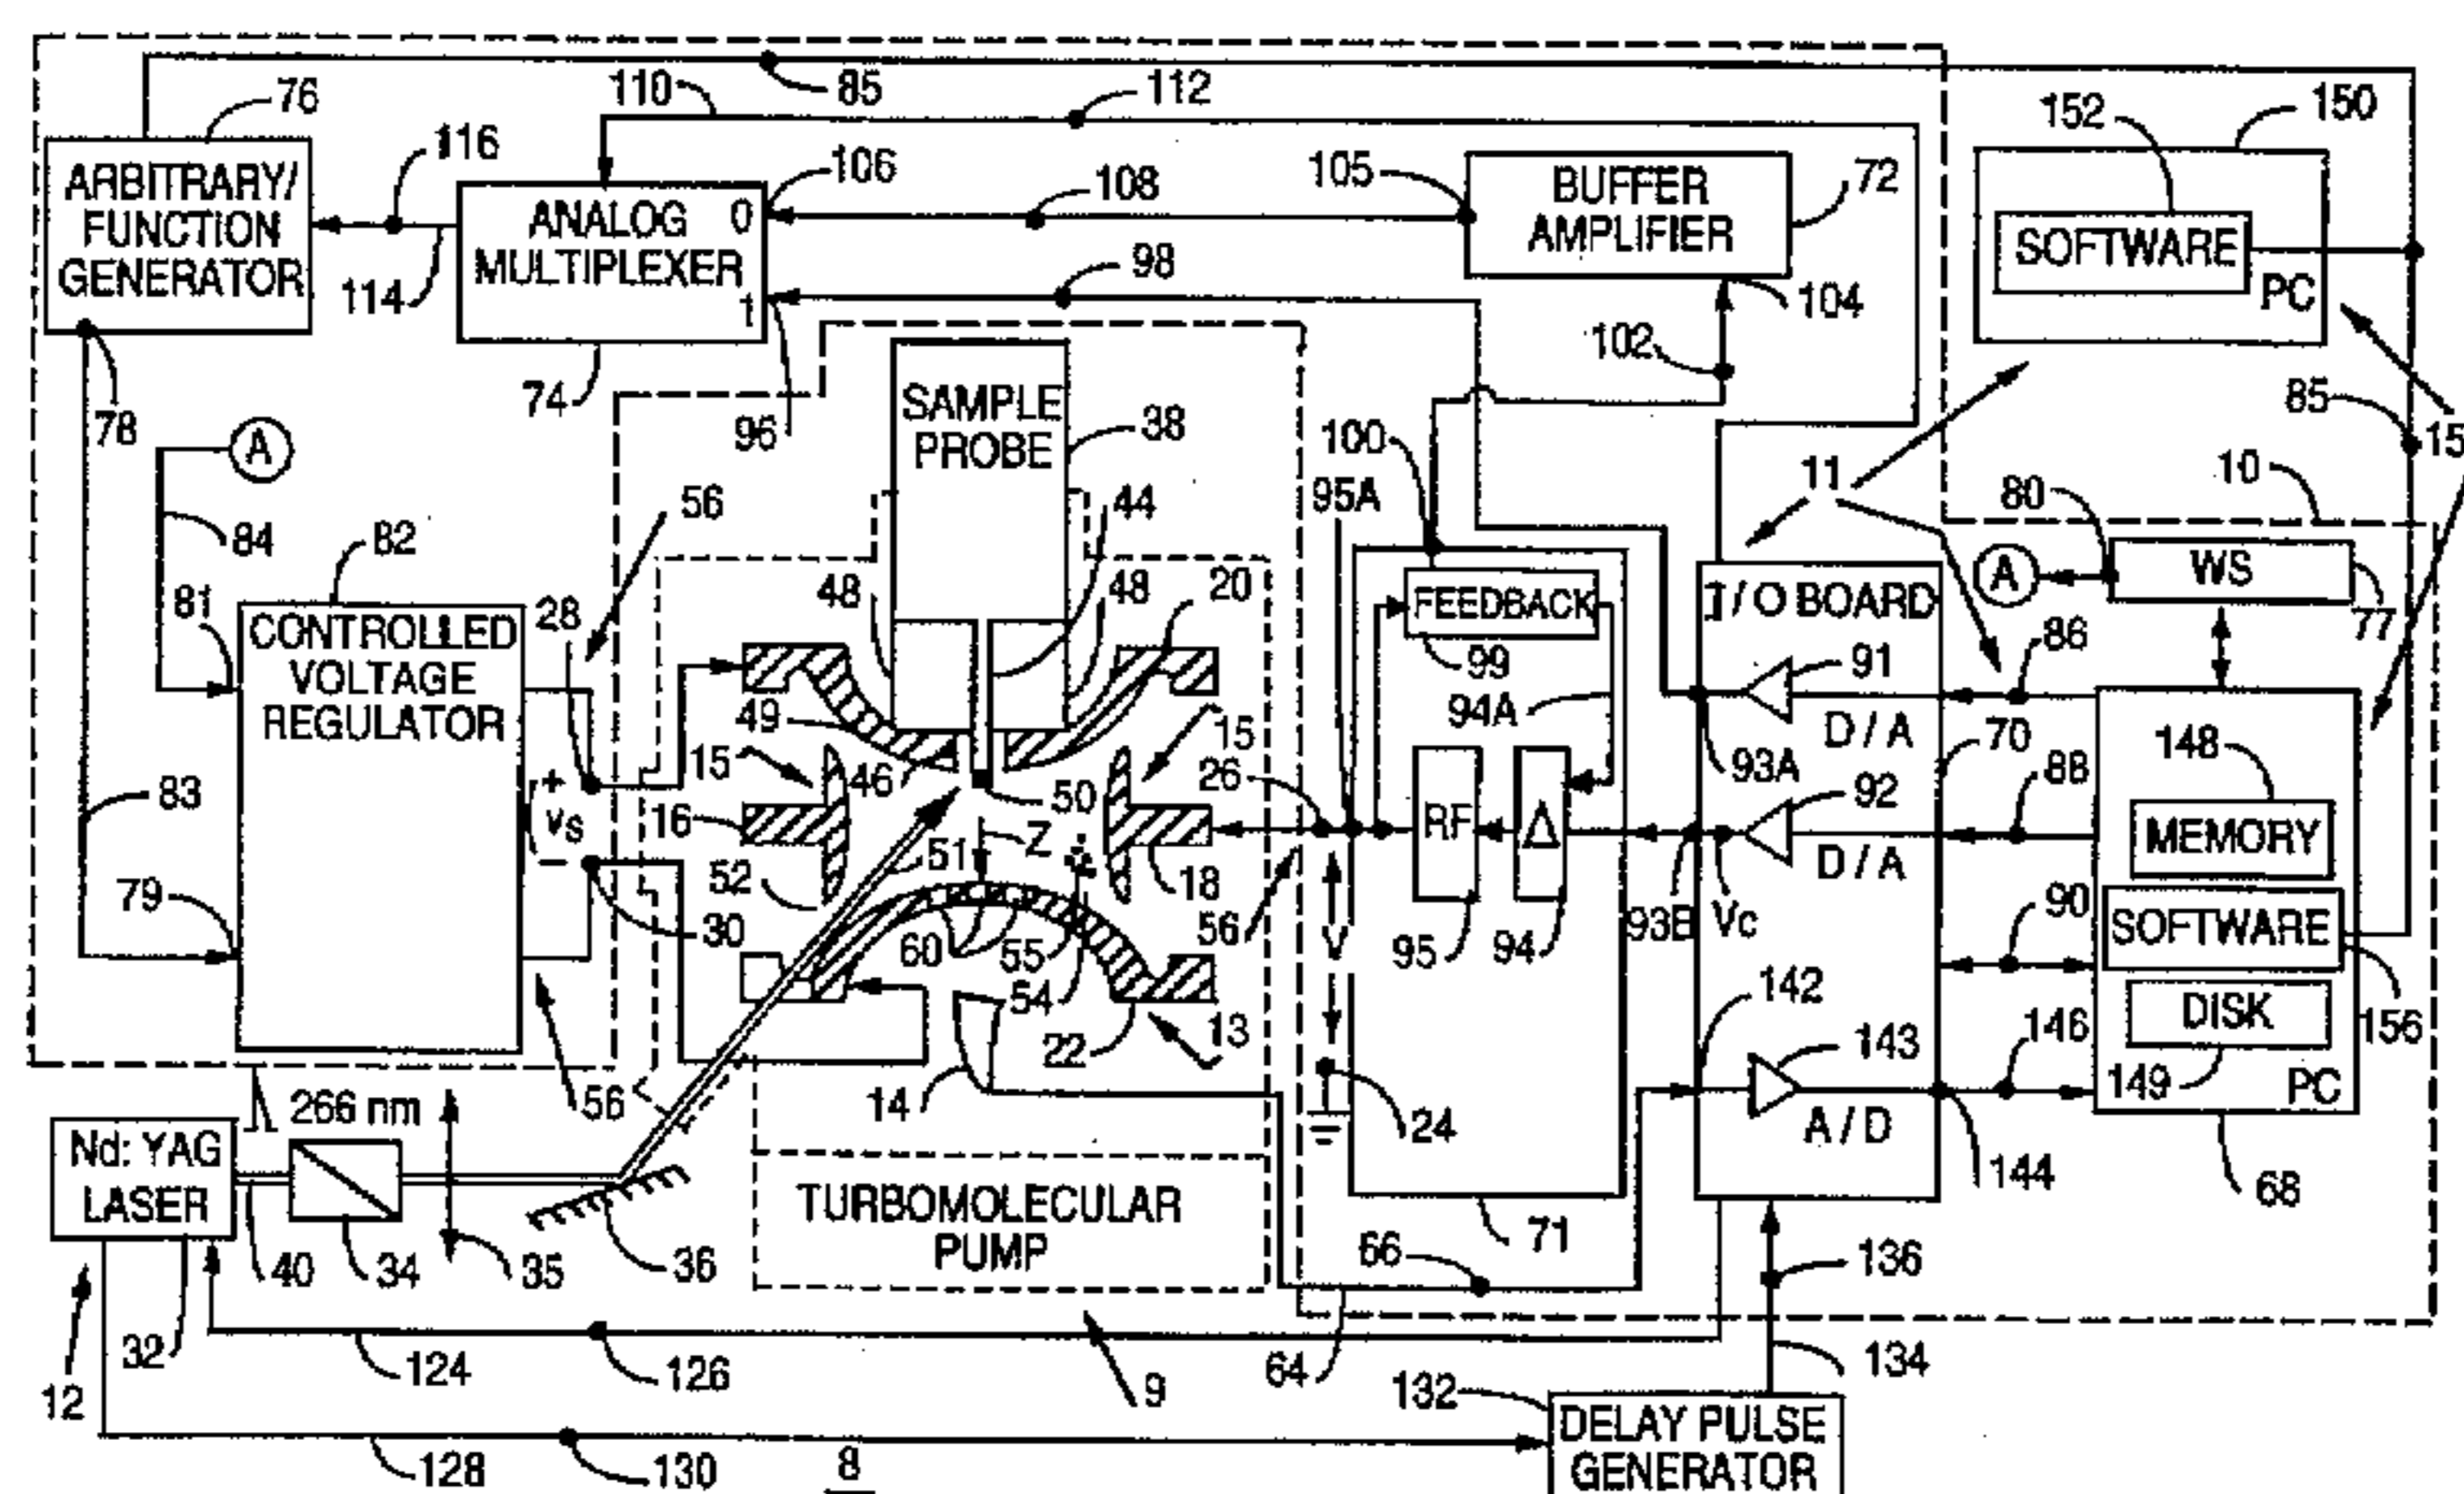 85
110
112
76
116
106
108
105
72
152
150
ARBITRARY/
FUNCTION
GENERATOR
ANALOG
MULTIPLEXER
0
1
BUFFER
AMPLIFIER
SOFTWARE
PC
114
98
104
102
78
74
96
SAMPLE
PROBE
38
100
85
15
A
95A
11
10
80
56
44
84
82
81
28
48
48
20
FEEDBACK
I/O BOARD
A
WS
77
CONTROLLED
VOLTAGE
REGULATOR
99
91
86
49
15
94A
D/A
70
148
15
46
50
26
93A
83
+
Vs
−
16
52
51
Z
18
RF
Δ
92
88
MEMORY
D/A
79
30
60
55
54
56
V
95
94
93B
Vc
90
SOFTWARE
156
142
DISK
149
PC
14
22
13
24
143
146
56
266 nm
A/D
144
68
Nd: YAG
LASER
TURBOMOLECULAR
PUMP
71
40
34
35
36
66
136
32
12
124
126
9
64
132
134
DELAY PULSE
GENERATOR
128
130
8